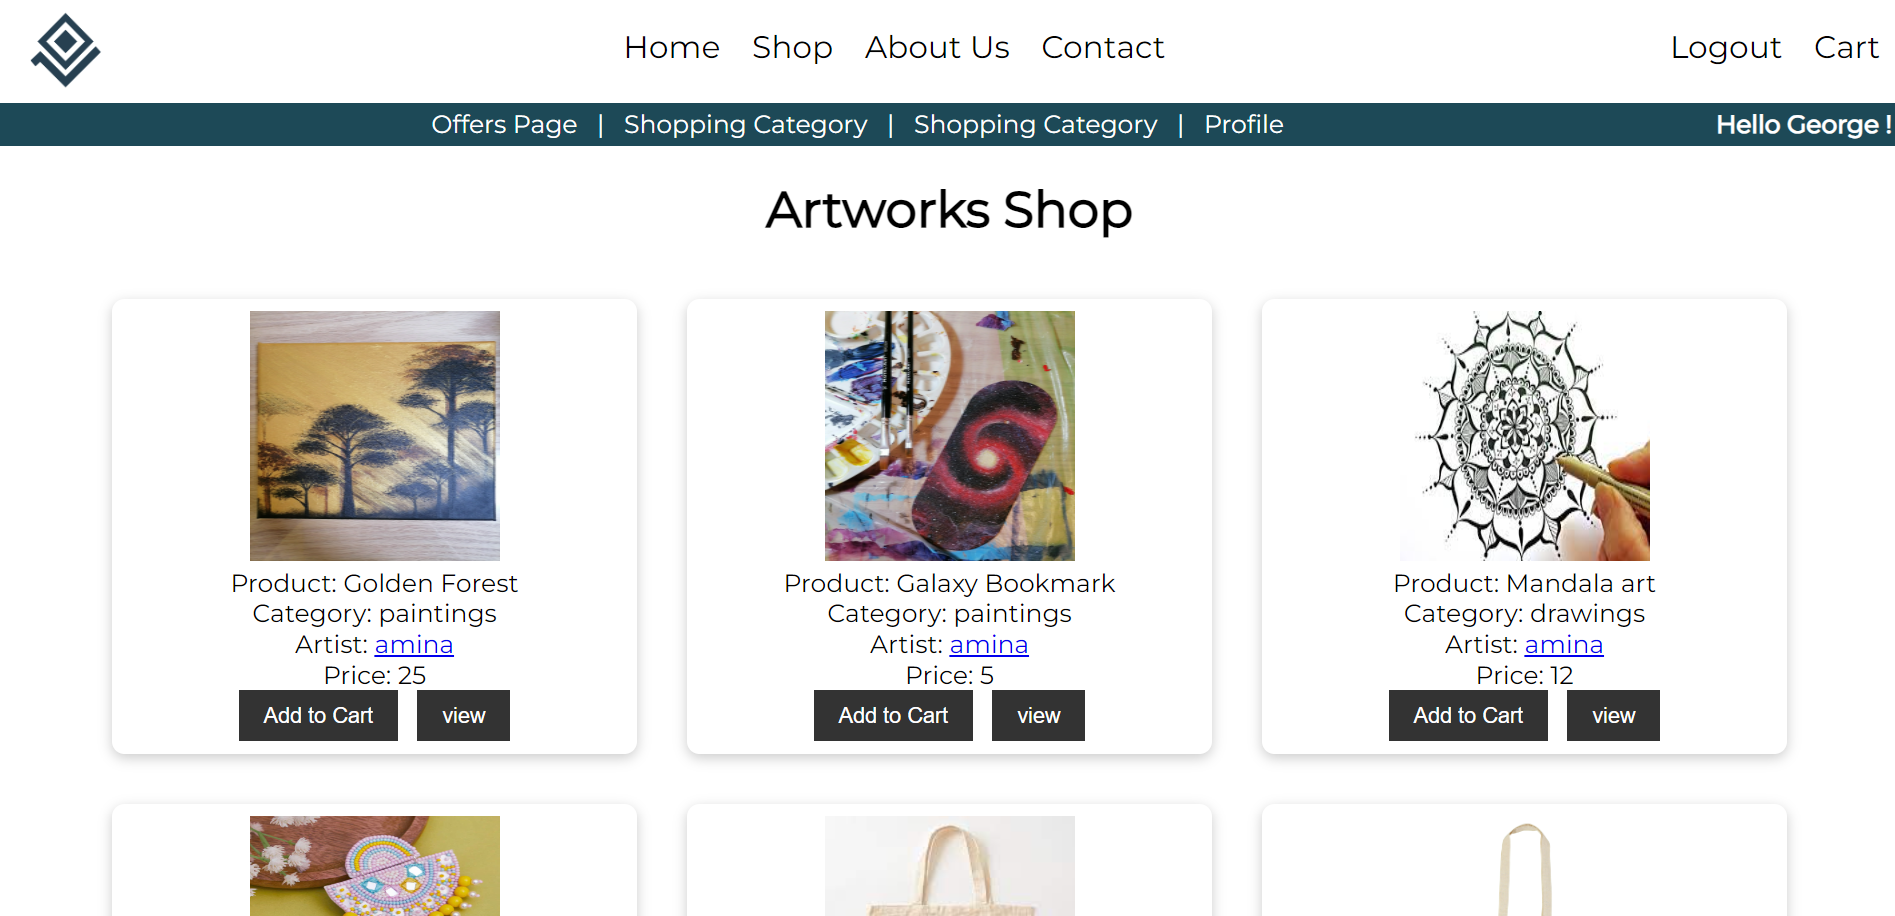 Home Shop About Us Contact Logout Cart
Offers Page | Shopping Category | Shopping Category | Profile Hello George !
Artworks Shop
Product: Golden Forest
Category: paintings
Artist: amina
Price: 25
Add to Cart view
Product: Galaxy Bookmark
Category: paintings
Artist: amina
Price: 5
Add to Cart view
Product: Mandala art
Category: drawings
Artist: amina
Price: 12
Add to Cart view